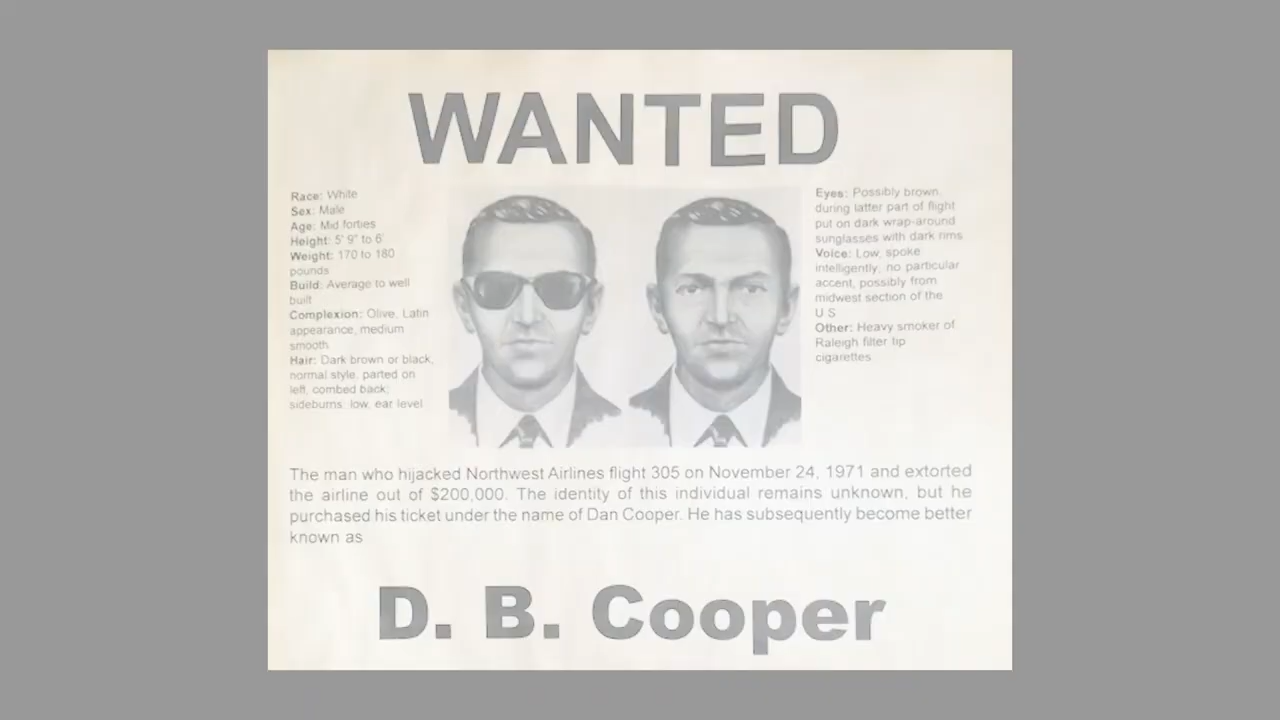 WANTED
Race: White
Sex: Male
Age: Mid forties
Height: 5' 9" to 6'
Weight: 170 to 180
pounds
Build: Average to well
built
Complexion: Olive, Latin
appearance, medium
smooth
Hair: Dark brown or black,
normal style, parted on
left, combed back;
sideburns: low, ear level
Eyes: Possibly brown,
during latter part of flight
put on dark wrap-around
sunglasses with dark rims
Voice: Low, spoke
intelligently; no particular
accent, possibly from
midwest section of the
U S
Other: Heavy smoker of
Raleigh filter tip
cigarettes
The man who hijacked Northwest Airlines flight 305 on November 24, 1971 and extorted
the airline out of $200,000. The identity of this individual remains unknown, but he
purchased his ticket under the name of Dan Cooper. He has subsequently become better
known as
D. B. Cooper